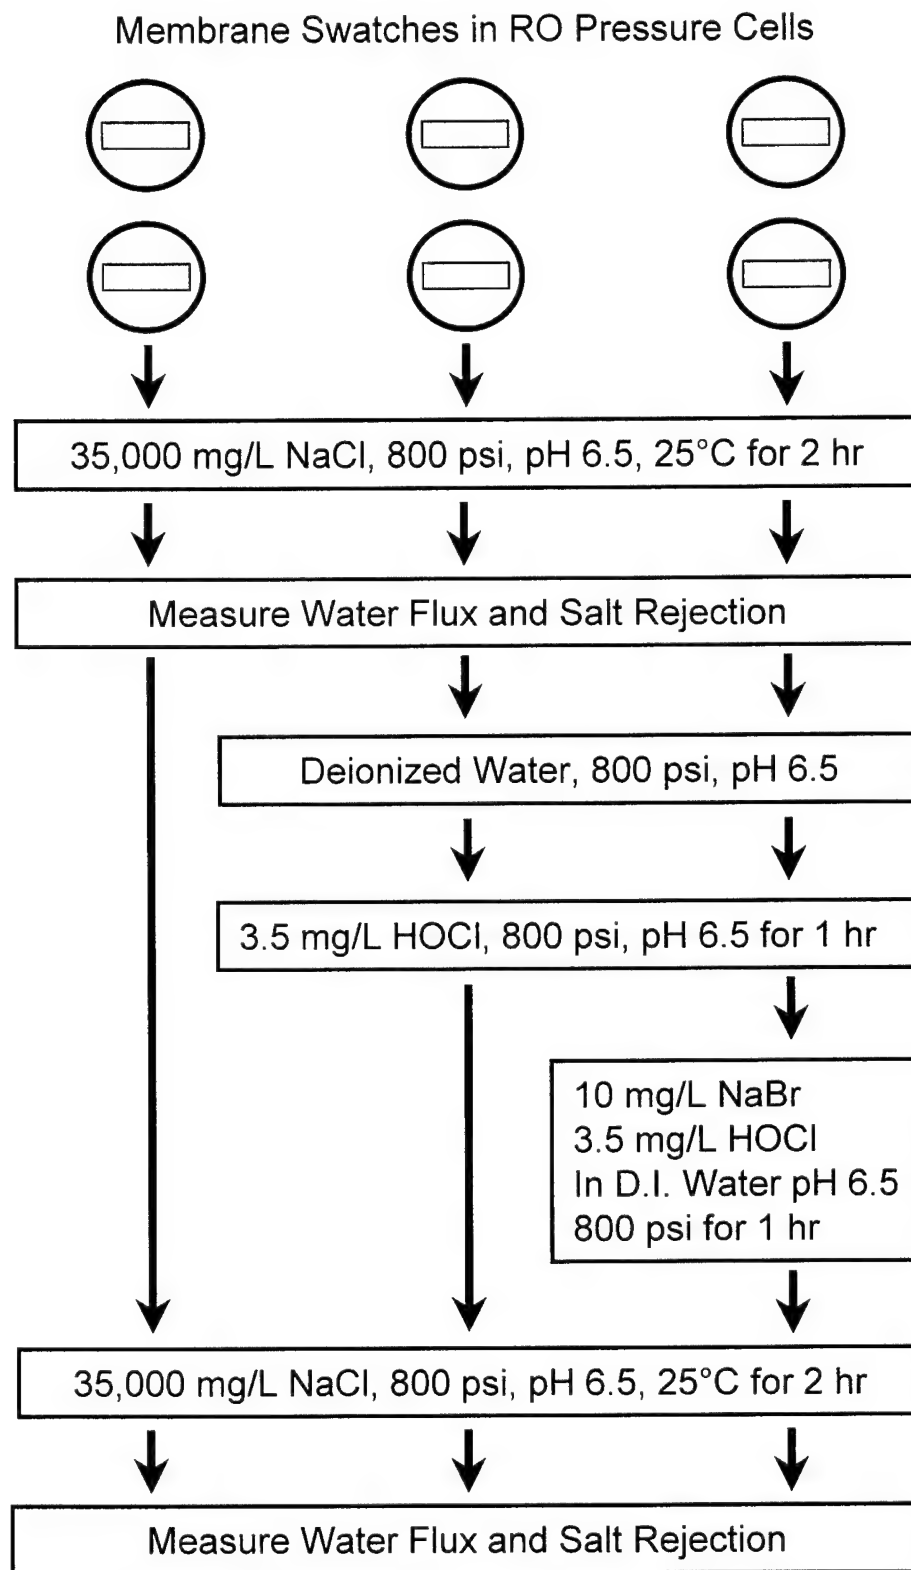 Membrane Swatches in RO Pressure Cells
35,000 mg/L NaCl, 800 psi, pH 6.5, 25°C for 2 hr
Measure Water Flux and Salt Rejection
Deionized Water, 800 psi, pH 6.5
3.5 mg/L HOCl, 800 psi, pH 6.5 for 1 hr
10 mg/L NaBr
3.5 mg/L HOCl
In D.I. Water pH 6.5
800 psi for 1 hr
35,000 mg/L NaCl, 800 psi, pH 6.5, 25°C for 2 hr
Measure Water Flux and Salt Rejection